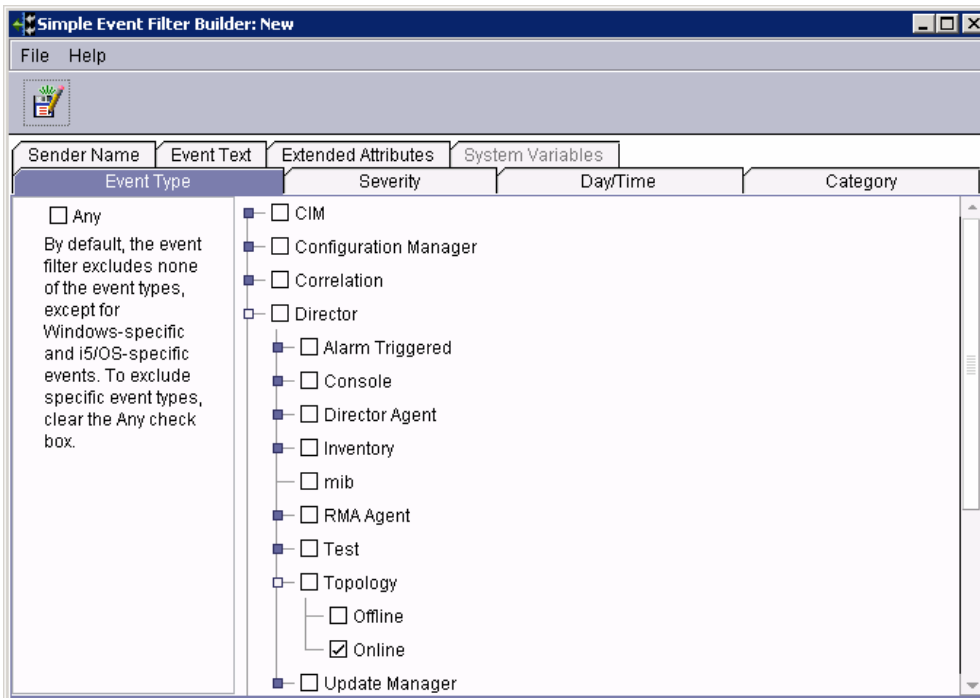 Simple Event Filter Builder: New
File Help
Sender Name Event Text Extended Attributes System Variables
Event Type Severity Day/Time Category
Any
By default, the event
filter excludes none
of the event types,
except for
Windows-specific
and i5/OS-specific
events. To exclude
specific event types,
clear the Any check
box.
CIM
Configuration Manager
Correlation
Director
Alarm Triggered
Console
Director Agent
Inventory
mib
RMA Agent
Test
Topology
Offline
Online
Update Manager